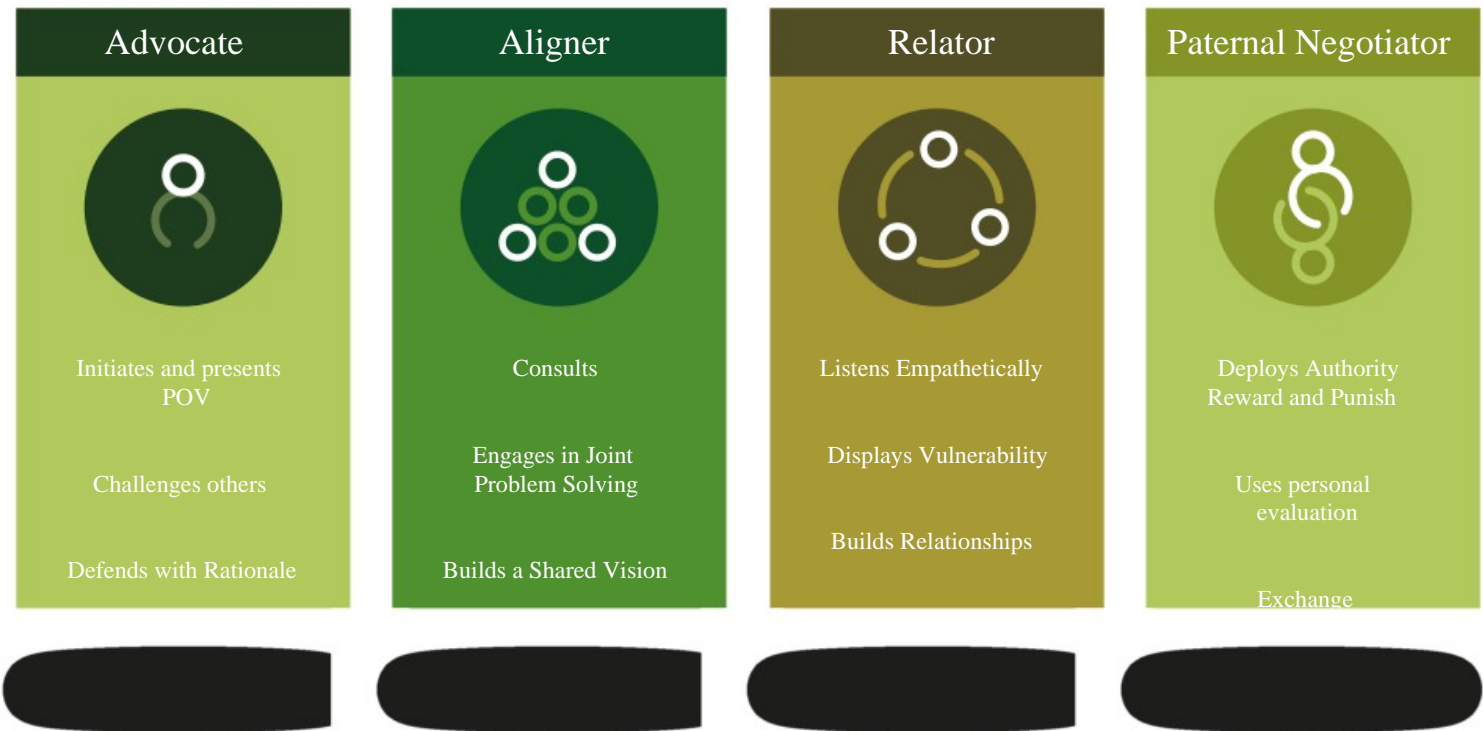 Advocate
Initiates and presents
POV
Challenges others
Defends with Rationale
Aligner
Consults
Engages in Joint
Problem Solving
Builds a Shared Vision
Relator
Listens Empathetically
Displays Vulnerability
Builds Relationships
Paternal Negotiator
Deploys Authority
Reward and Punish
Uses personal
evaluation
Exchange